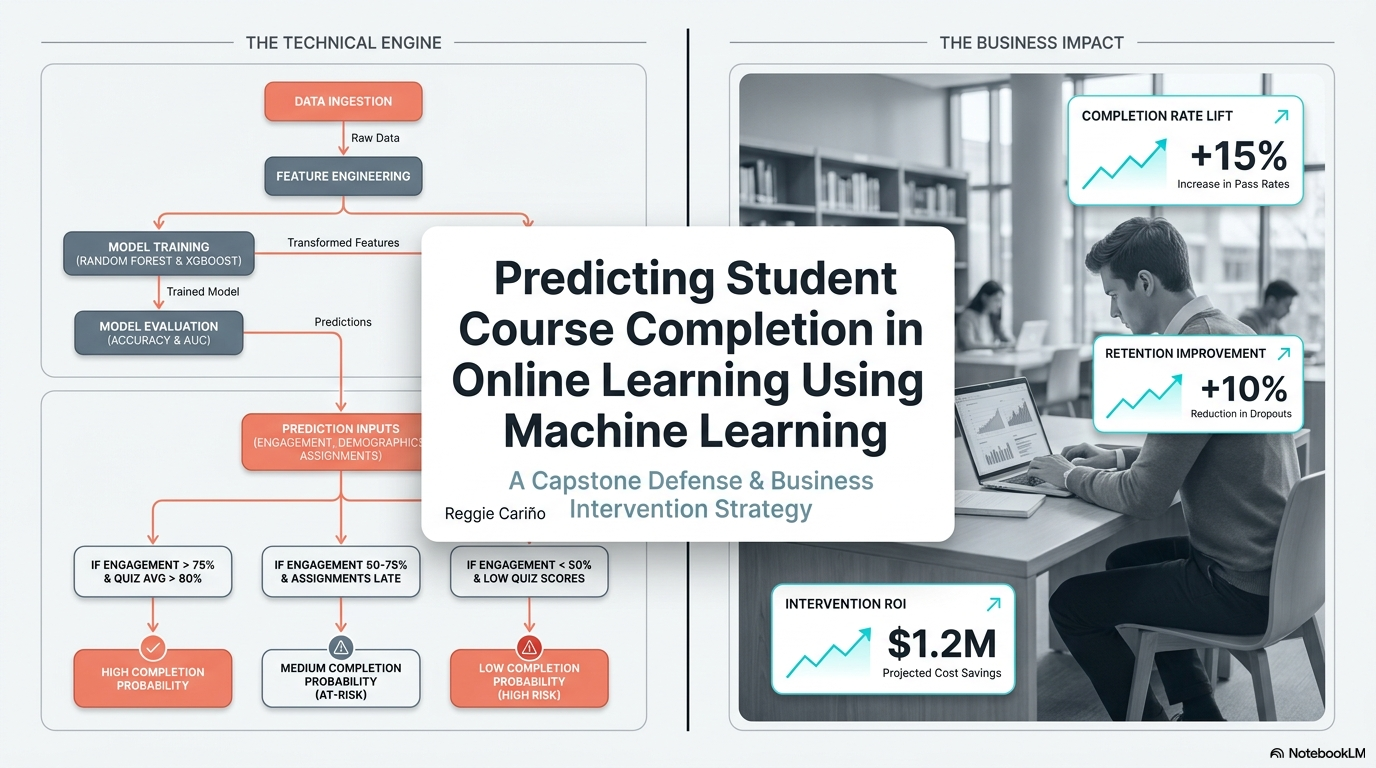 THE TECHNICAL ENGINE
DATA INGESTION
Raw Data
FEATURE ENGINEERING
MODEL TRAINING
(RANDOM FOREST & XGBOOST)
Transformed Features
Trained Model
MODEL EVALUATION
(ACCURACY & AUC)
Predictions
PREDICTION INPUTS
(ENGAGEMENT, DEMOGRAPHICS
ASSIGNMENTS)
IF ENGAGEMENT > 75%
& QUIZ AVG > 80%
IF ENGAGEMENT 50-7S%
& ASSIGNMENTS LATE
IF ENGAGEMENT < S0%
& LOW QUIZ SCORES
HIGH COMPLETION
PROBABILITY
MEDIUM COMPLETION
PROBABILITY
(AT-RISK)
LOW COMPLETION
PROBABILITY
(HIGH RISK)
Predicting Student
Course Completion in
Online Learning Using
Machine Learning
A Capstone Defense & Business
Intervention Strategy
Reggie Cariño
THE BUSINESS IMPACT
COMPLETION RATE LIFT
+15%
Increase in Pass Rates
RETENTION IMPROVEMENT
+10%
Reduction in Dropouts
INTERVENTION ROI
$1.2M
Projected Cost Savings
NotebookLM